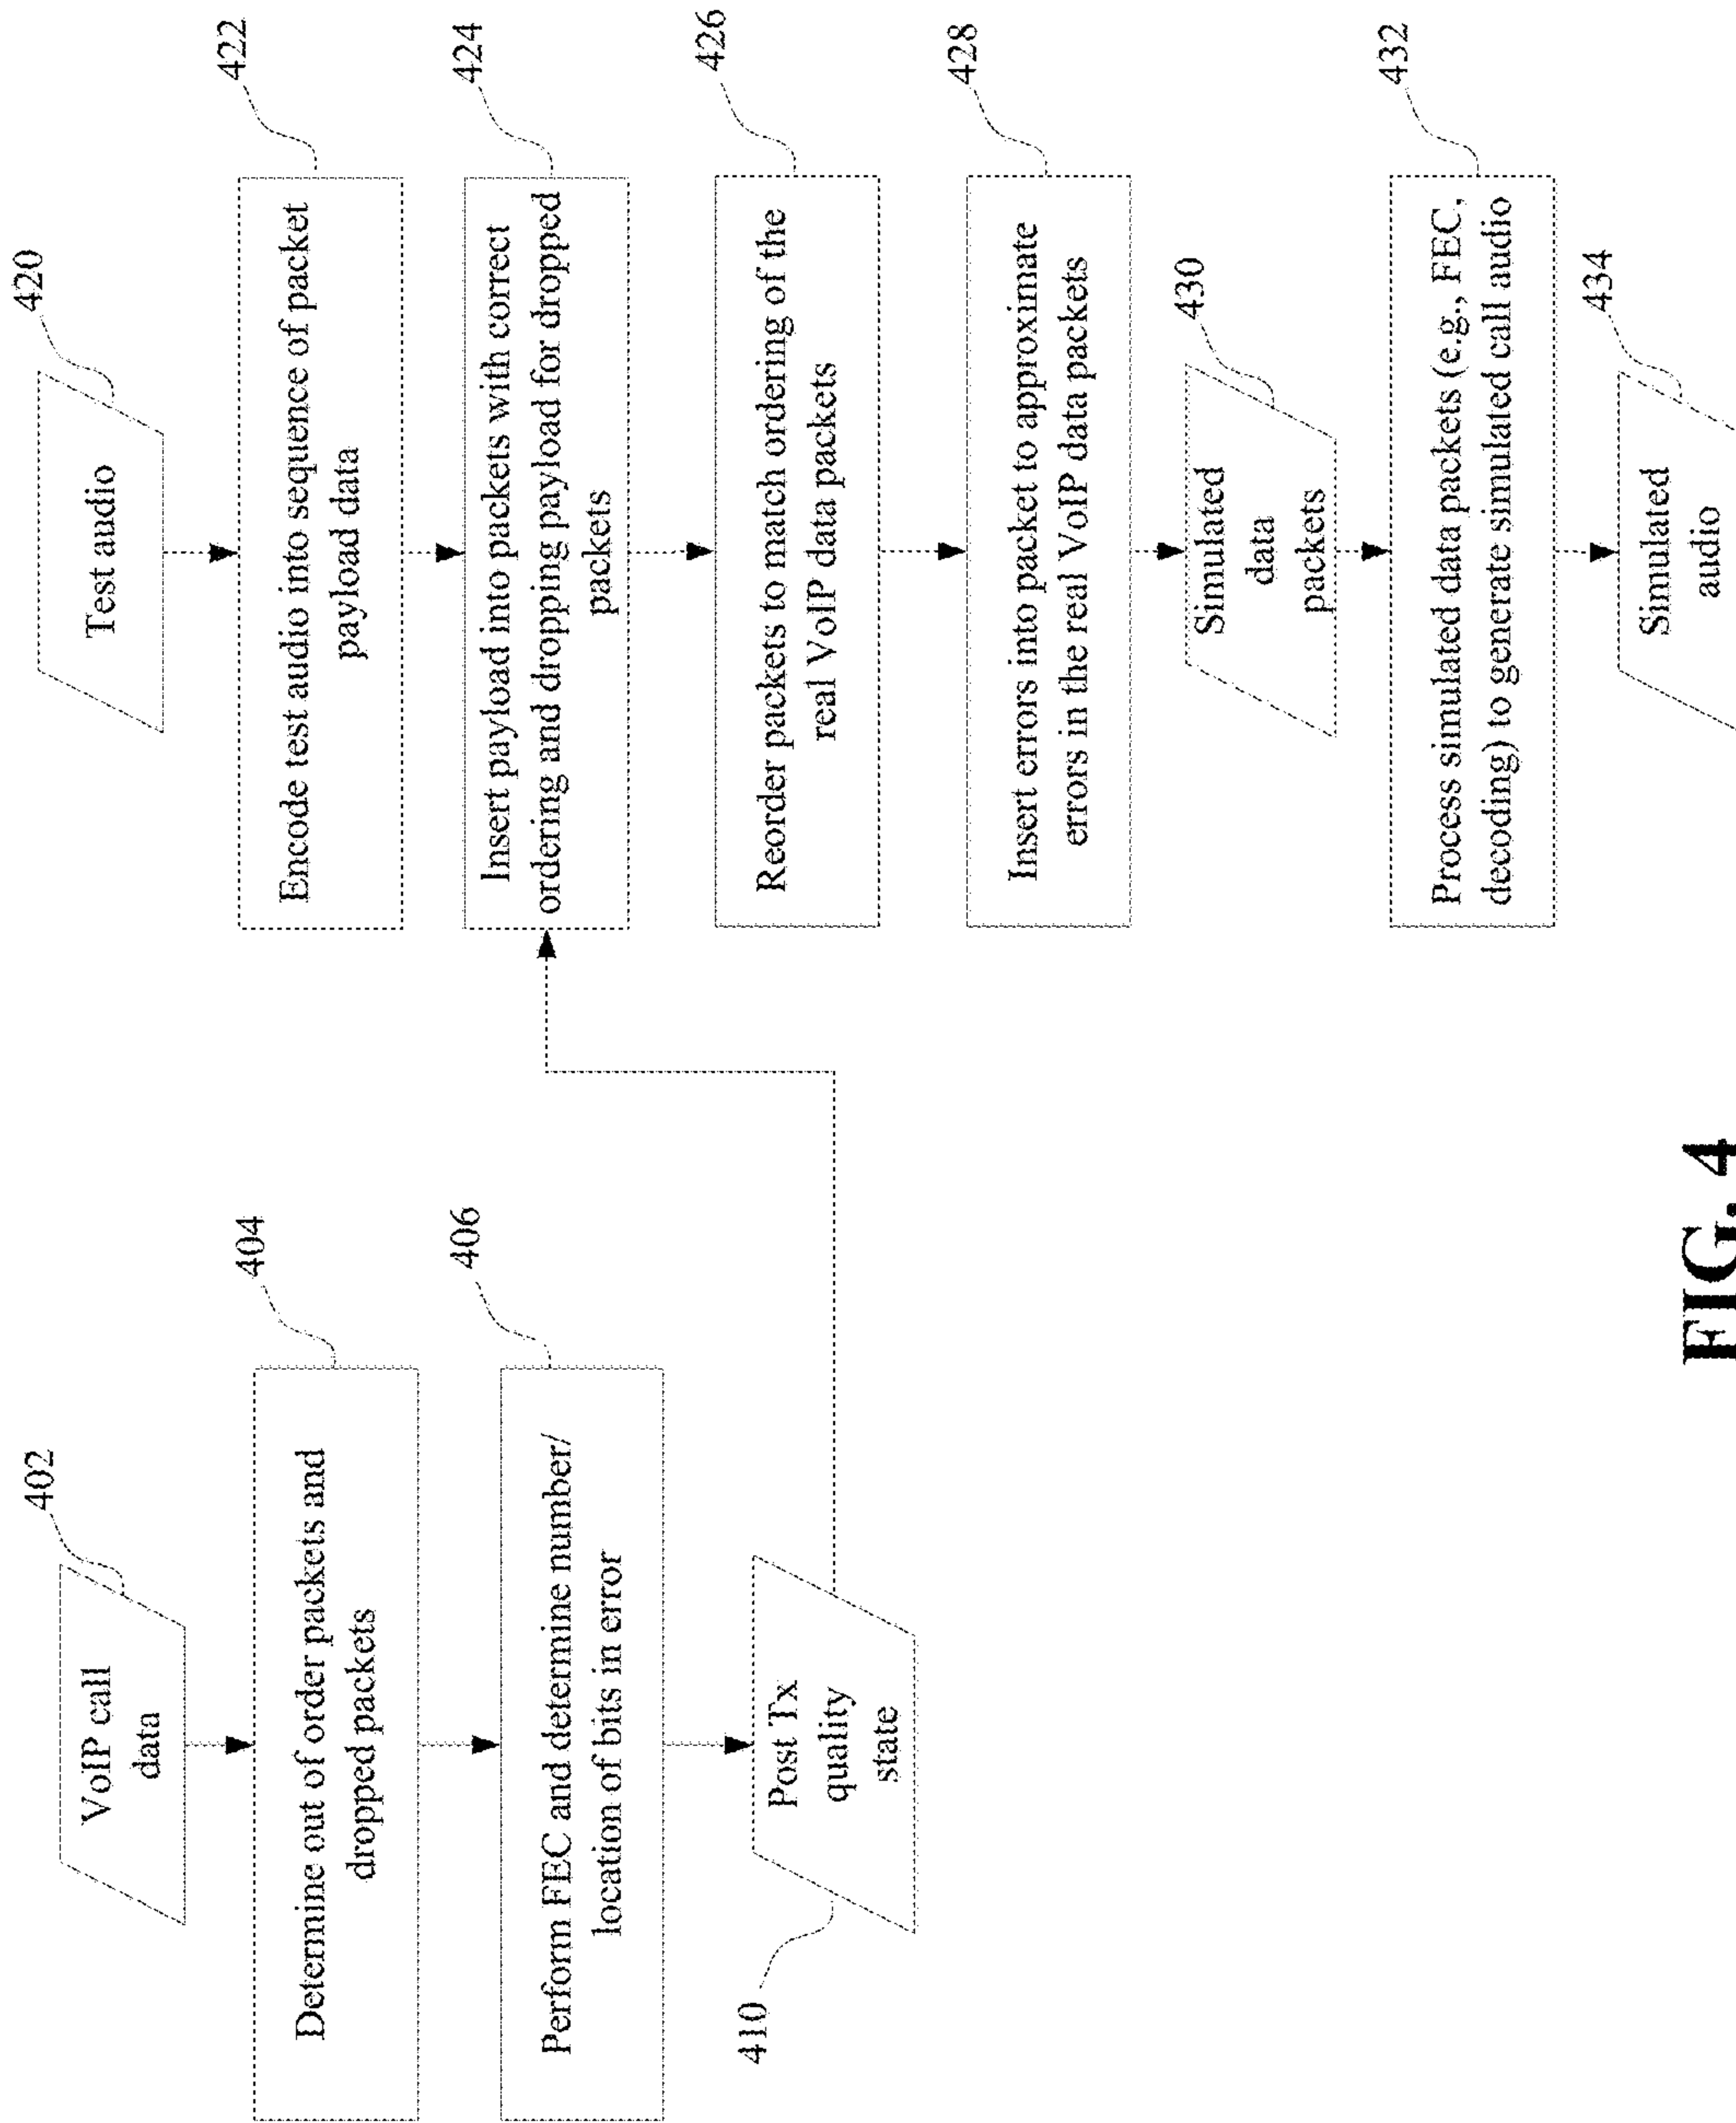 402
VoIP call
data
404
Determine out of order packets and
dropped packets
406
Perform FEC and determine number/
location of bits in error
410
Post Tx
quality
state
420
Test audio
422
Encode test audio into sequence of packet
payload data
424
Insert payload into packets with correct
ordering and dropping payload for dropped
packets
426
Reorder packets to match ordering of the
real VoIP data packets
428
Insert errors into packet to approximate
errors in the real VoIP data packets
430
Simulated
data
packets
432
Process simulated data packets (e.g., FEC,
decoding) to generate simulated call audio
434
Simulated
audio
FIG. 4